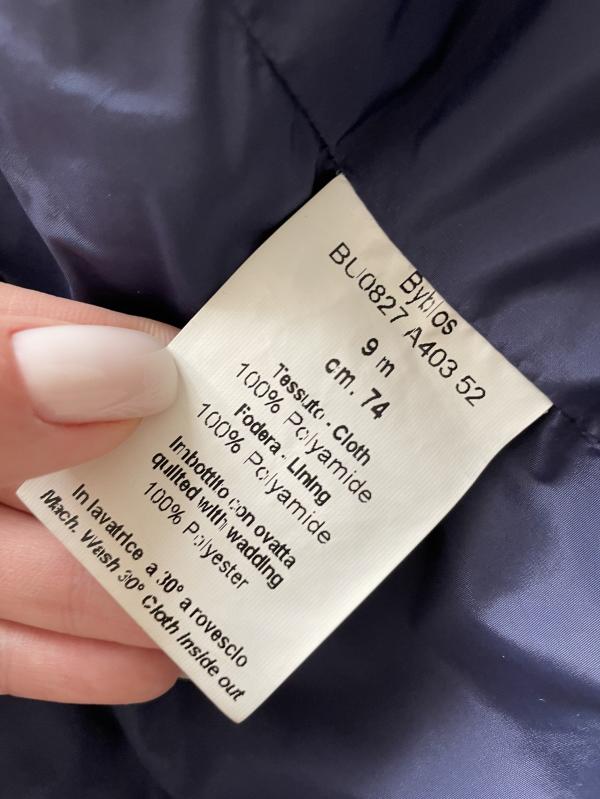 Byblos
BU0827 A403 52
9 m
cm. 74
Tessuto - Cloth
100% Polyamide
Fodera - Lining
100% Polyamide
Imbottito con ovatta
quilted with wadding
100% Polyester
In lavatrice a 30° a rovescio
Mach. Wash 30° Cloth Inside out